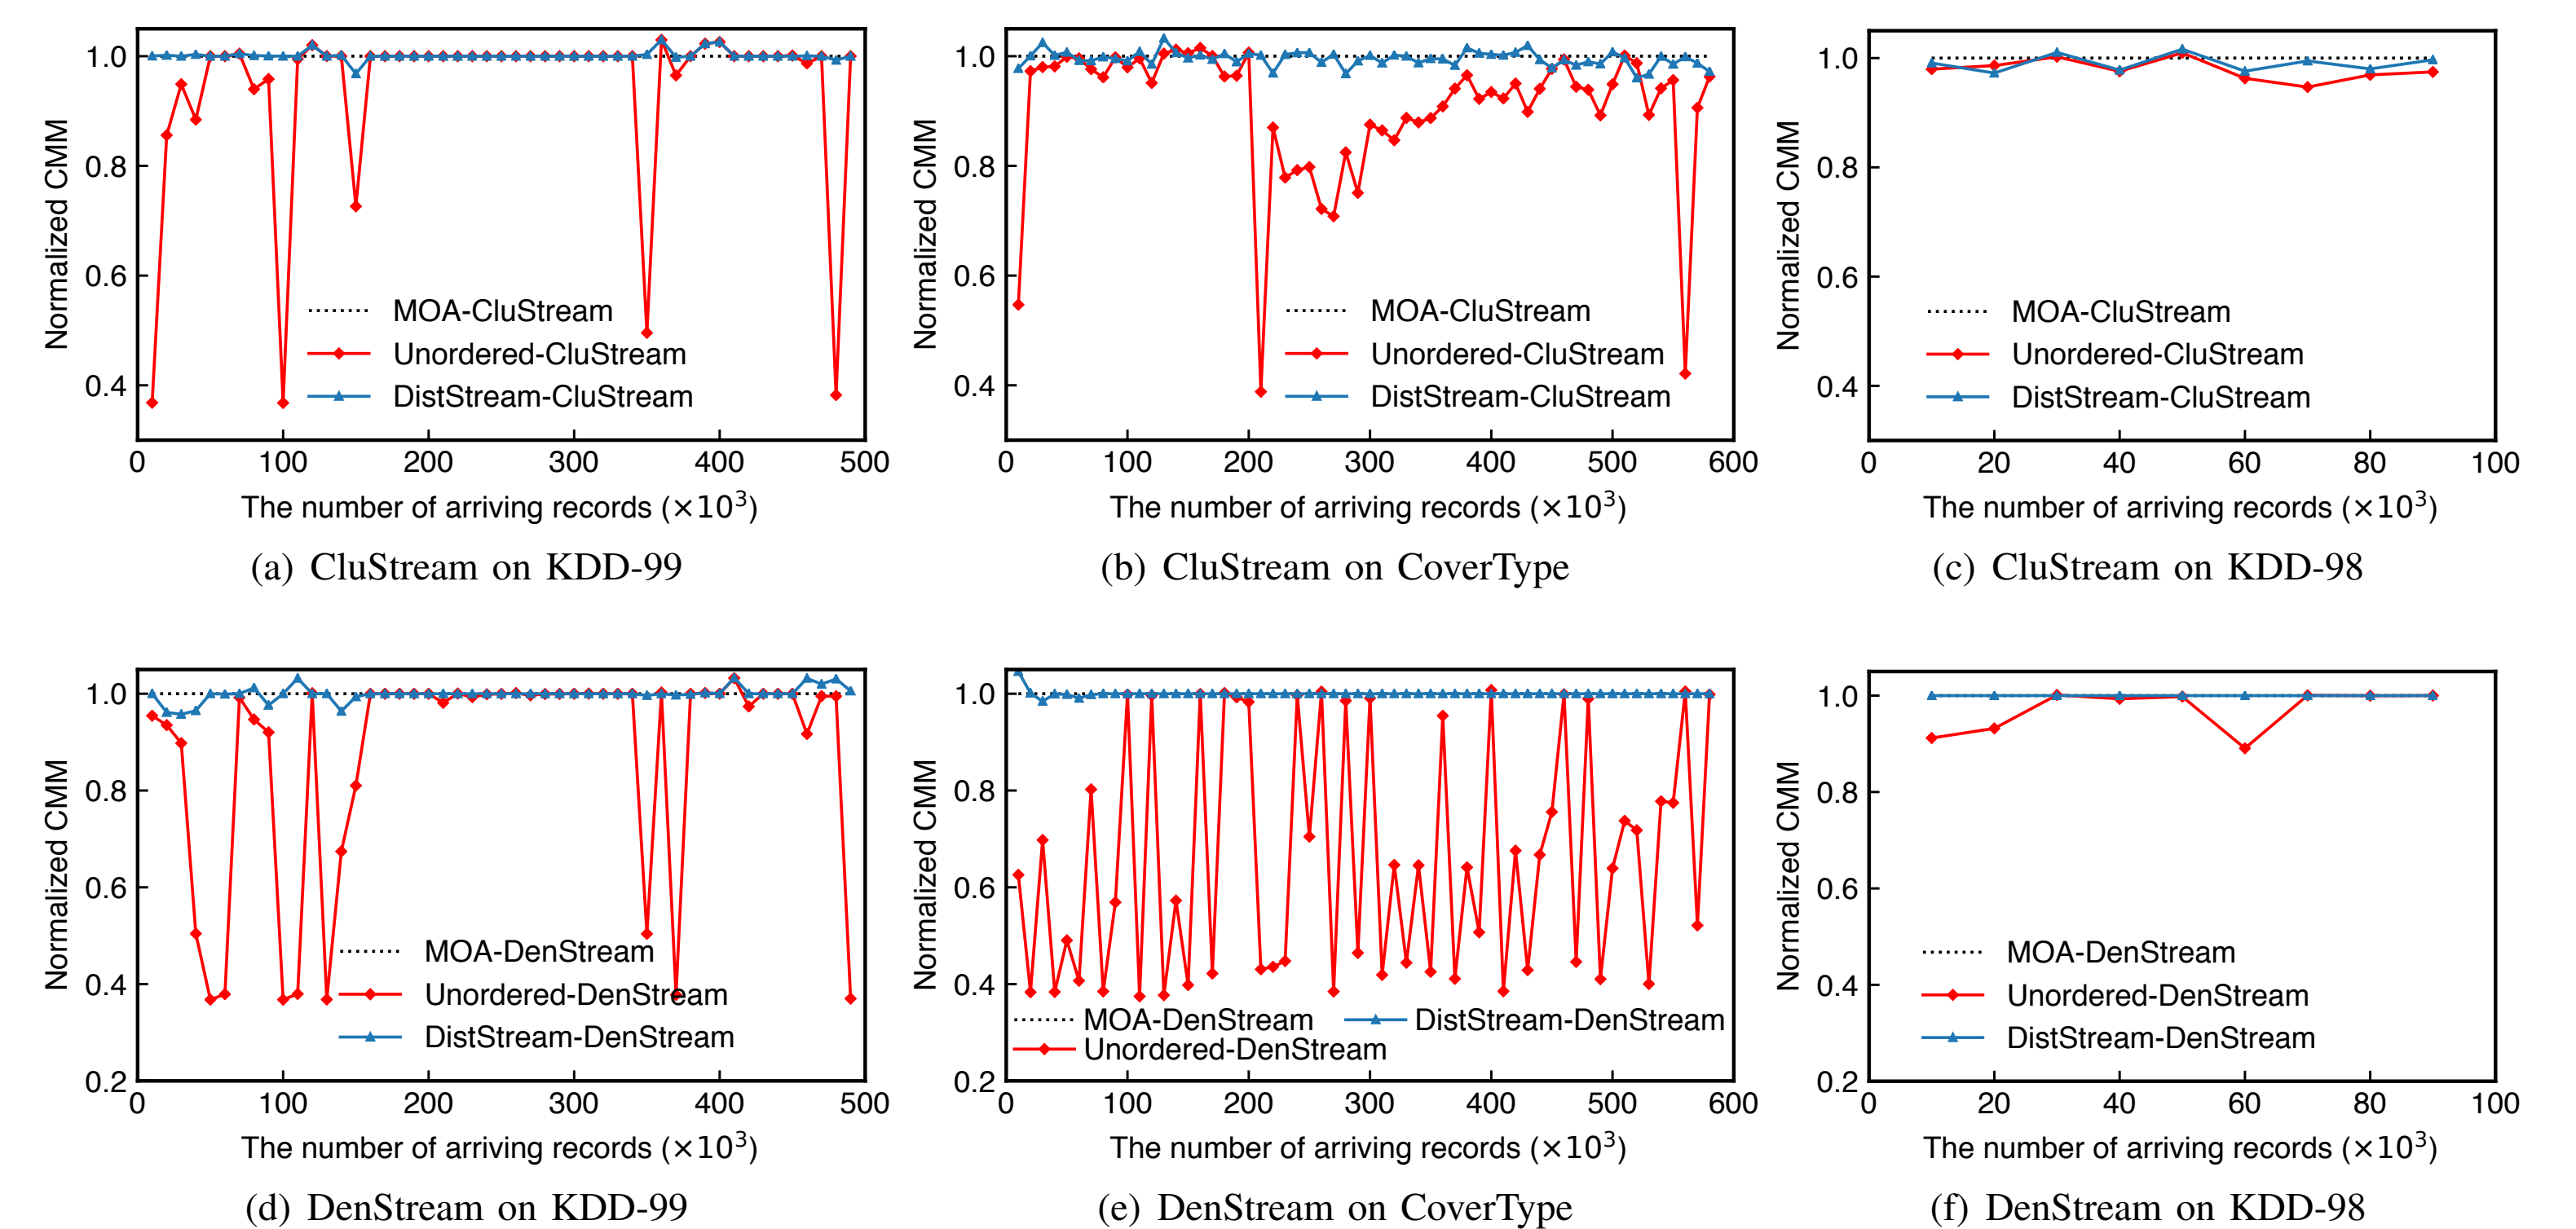 Normalized CMM
1.0
0.8
0.6
0.4
MOA-CluStream
Unordered-CluStream
DistStream-CluStream
0 100 200 300 400 500
The number of arriving records (×10³)
(a) CluStream on KDD-99
Normalized CMM
1.0
0.8
0.6
0.4
MOA-CluStream
Unordered-CluStream
DistStream-CluStream
0 100 200 300 400 500 600
The number of arriving records (×10³)
(b) CluStream on CoverType
Normalized CMM
1.0
0.8
0.6
0.4
MOA-CluStream
Unordered-CluStream
DistStream-CluStream
0 20 40 60 80 100
The number of arriving records (×10³)
(c) CluStream on KDD-98
Normalized CMM
1.0
0.8
0.6
0.4
0.2
MOA-DenStream
Unordered-DenStream
DistStream-DenStream
0 100 200 300 400 500
The number of arriving records (×10³)
(d) DenStream on KDD-99
Normalized CMM
1.0
0.8
0.6
0.4
0.2
MOA-DenStream DistStream-DenStream
Unordered-DenStream
0 100 200 300 400 500 600
The number of arriving records (×10³)
(e) DenStream on CoverType
Normalized CMM
1.0
0.8
0.6
0.4
0.2
MOA-DenStream
Unordered-DenStream
DistStream-DenStream
0 20 40 60 80 100
The number of arriving records (×10³)
(f) DenStream on KDD-98